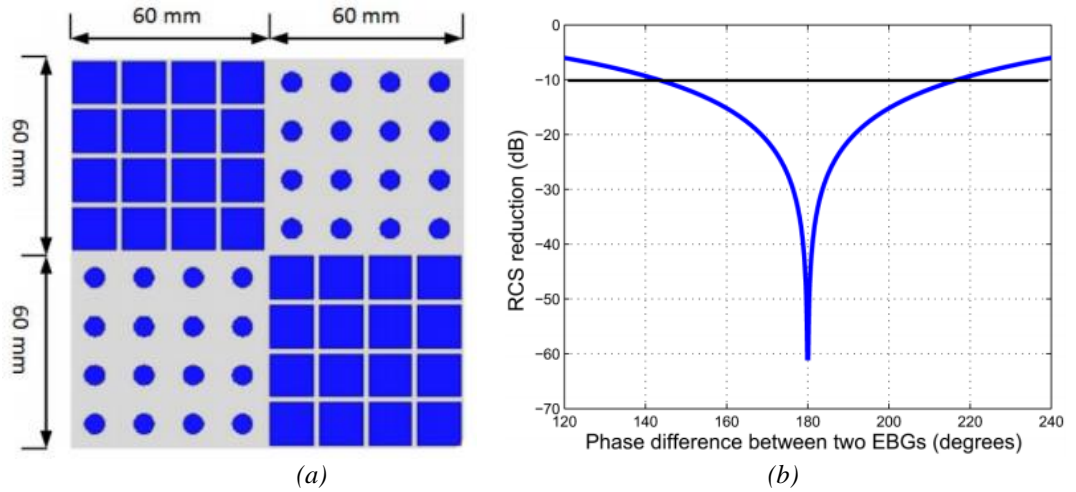 60 mm 60 mm
60 mm
60 mm
(a)
0
−10
−20
−30
−40
−50
−60
−70
RCS reduction (dB)
120 140 160 180 200 220 240
Phase difference between two EBGs (degrees)
(b)